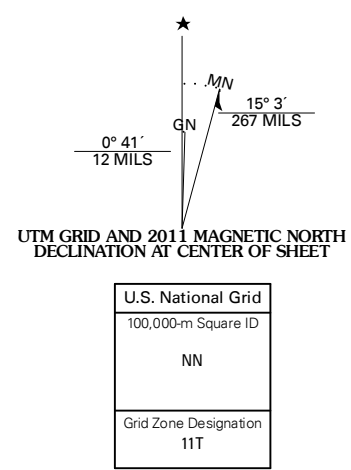 MN
15° 3´
267 MILS
GN
0° 41´
12 MILS
UTM GRID AND 2011 MAGNETIC NORTH
DECLINATION AT CENTER OF SHEET
U.S. National Grid
100,000-m Square ID
NN
Grid Zone Designation
11T